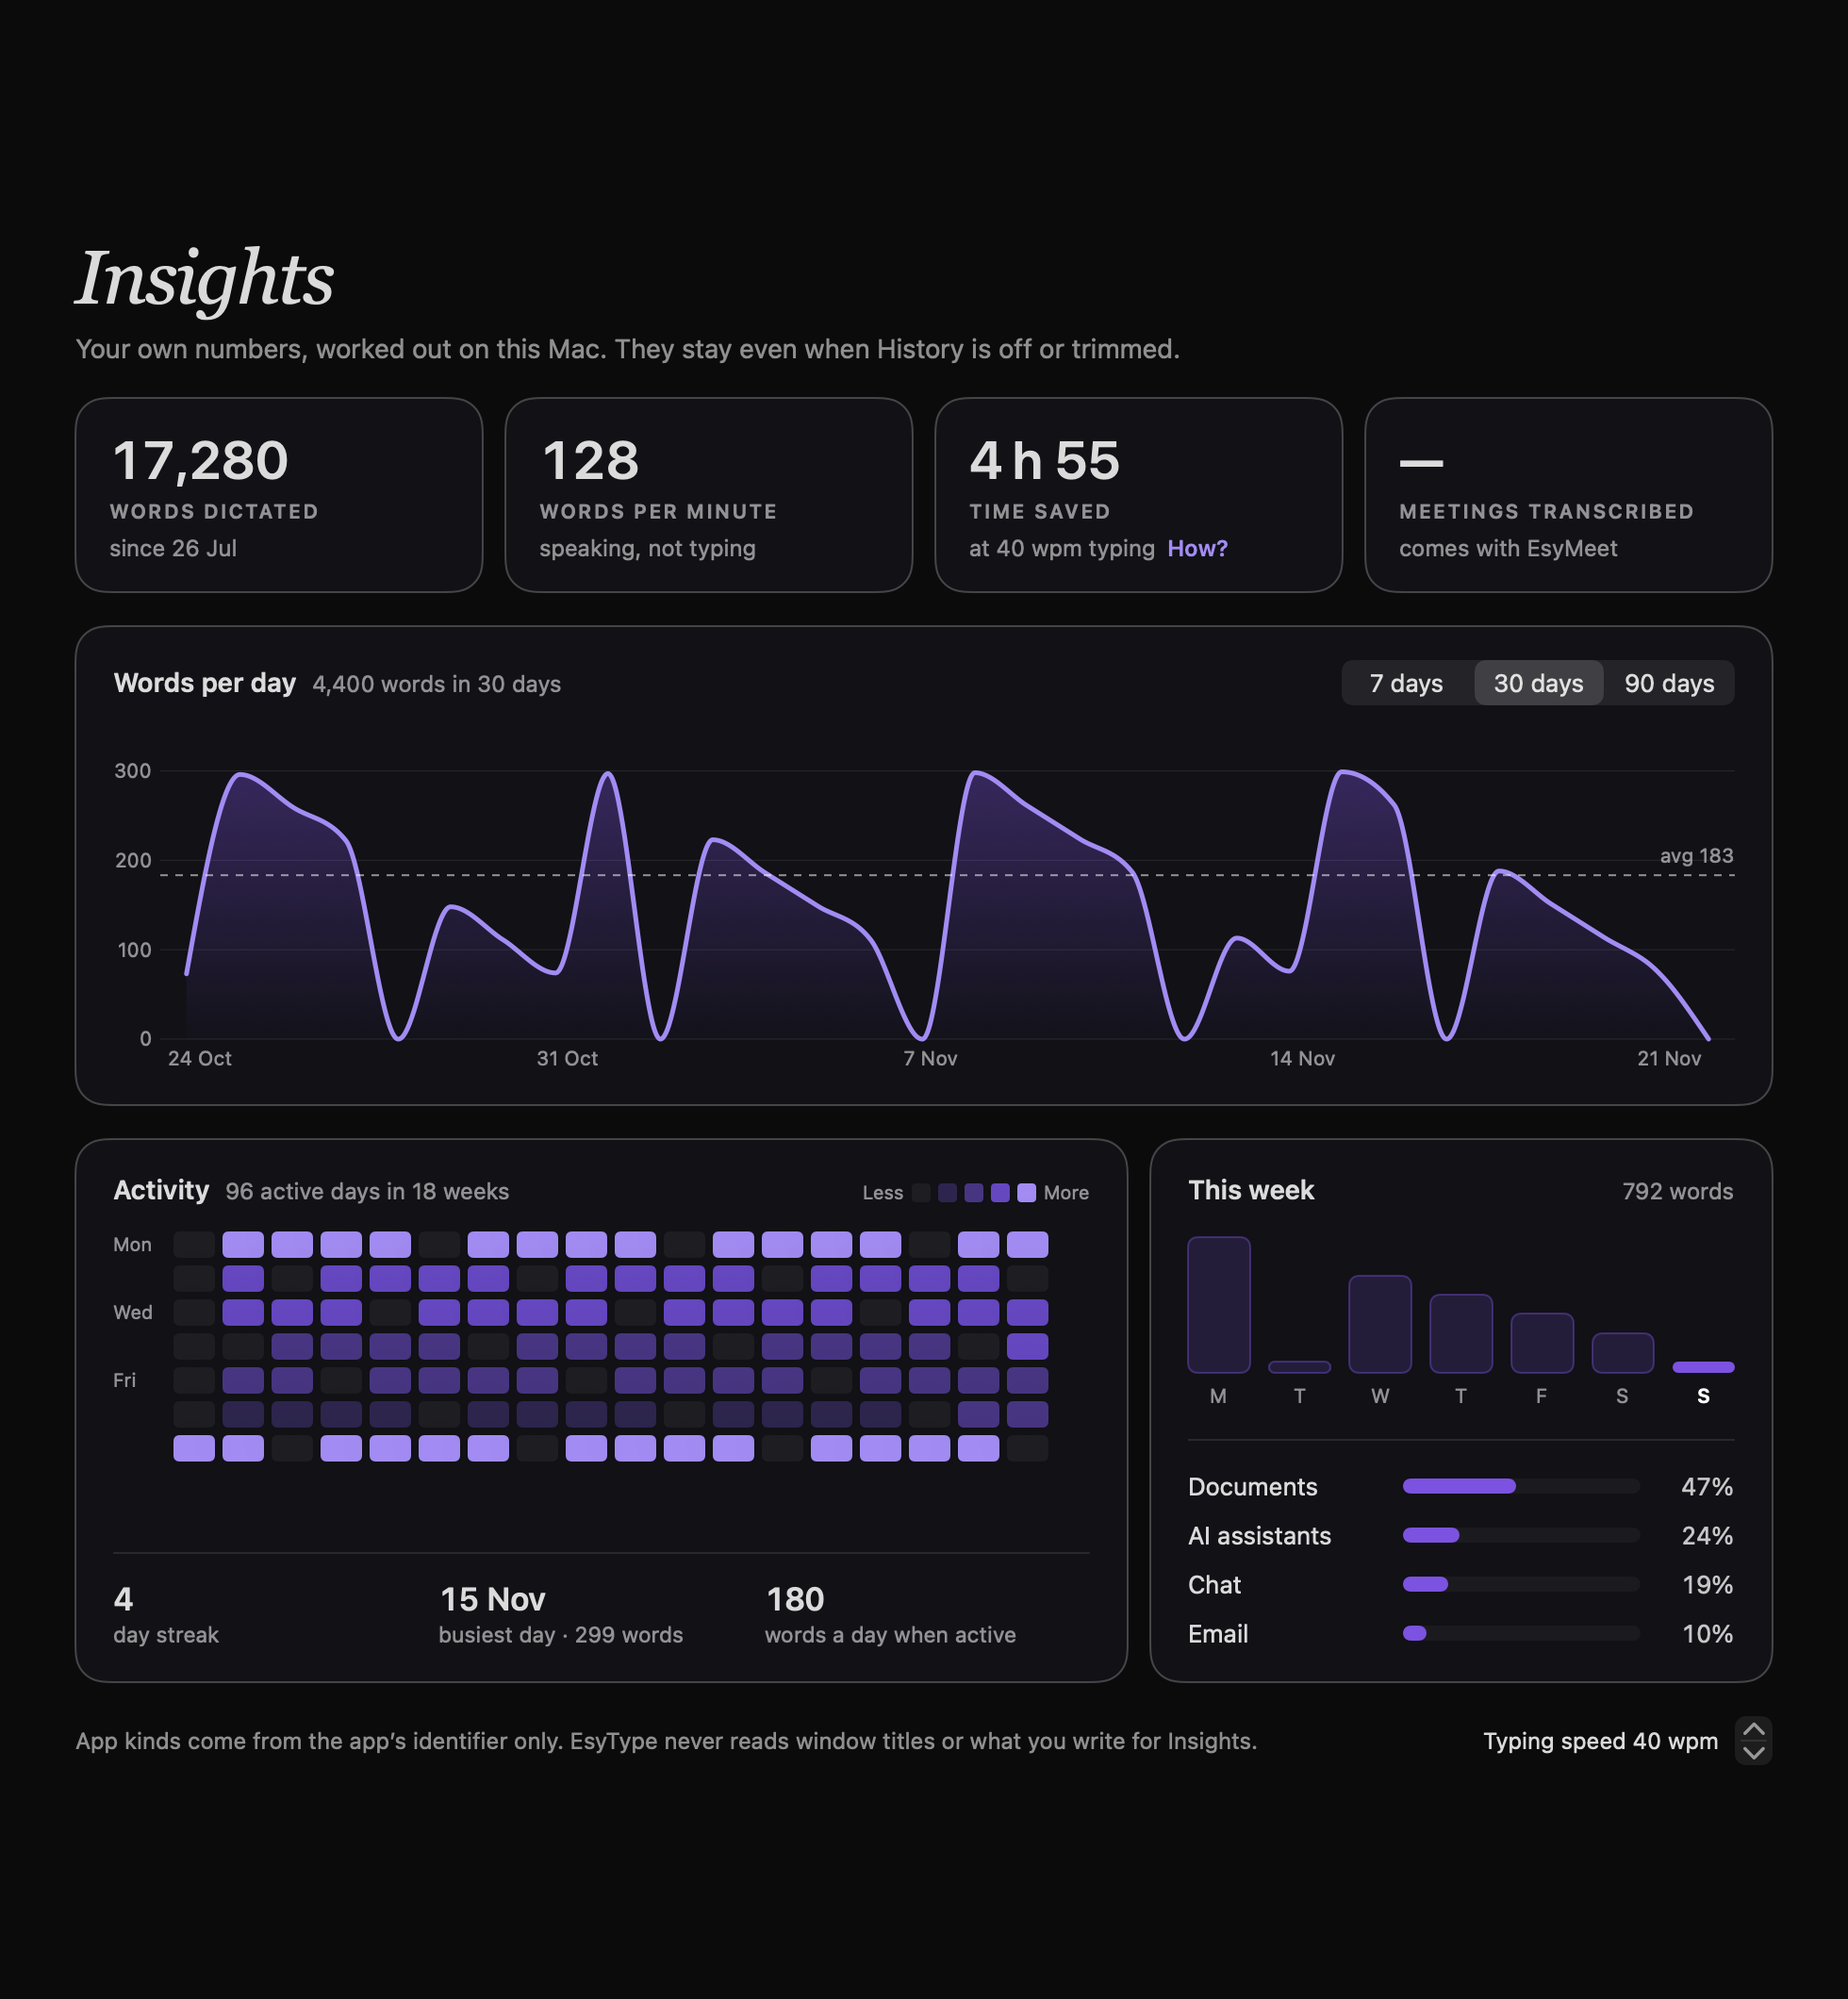 Insights
Your own numbers, worked out on this Mac. They stay even when History is off or trimmed.
17,280
WORDS DICTATED
since 26 Jul
128
WORDS PER MINUTE
speaking, not typing
4 h 55
TIME SAVED
at 40 wpm typing How?
—
MEETINGS TRANSCRIBED
comes with EsyMeet
Words per day 4,400 words in 30 days
7 days 30 days 90 days
300
200
avg 183
100
0
24 Oct 31 Oct 7 Nov 14 Nov 21 Nov
Activity 96 active days in 18 weeks
Less More
Mon
Wed
Fri
4
day streak
15 Nov
busiest day · 299 words
180
words a day when active
This week 792 words
M T W T F S S
Documents 47%
AI assistants 24%
Chat 19%
Email 10%
App kinds come from the app’s identifier only. EsyType never reads window titles or what you write for Insights.
Typing speed 40 wpm